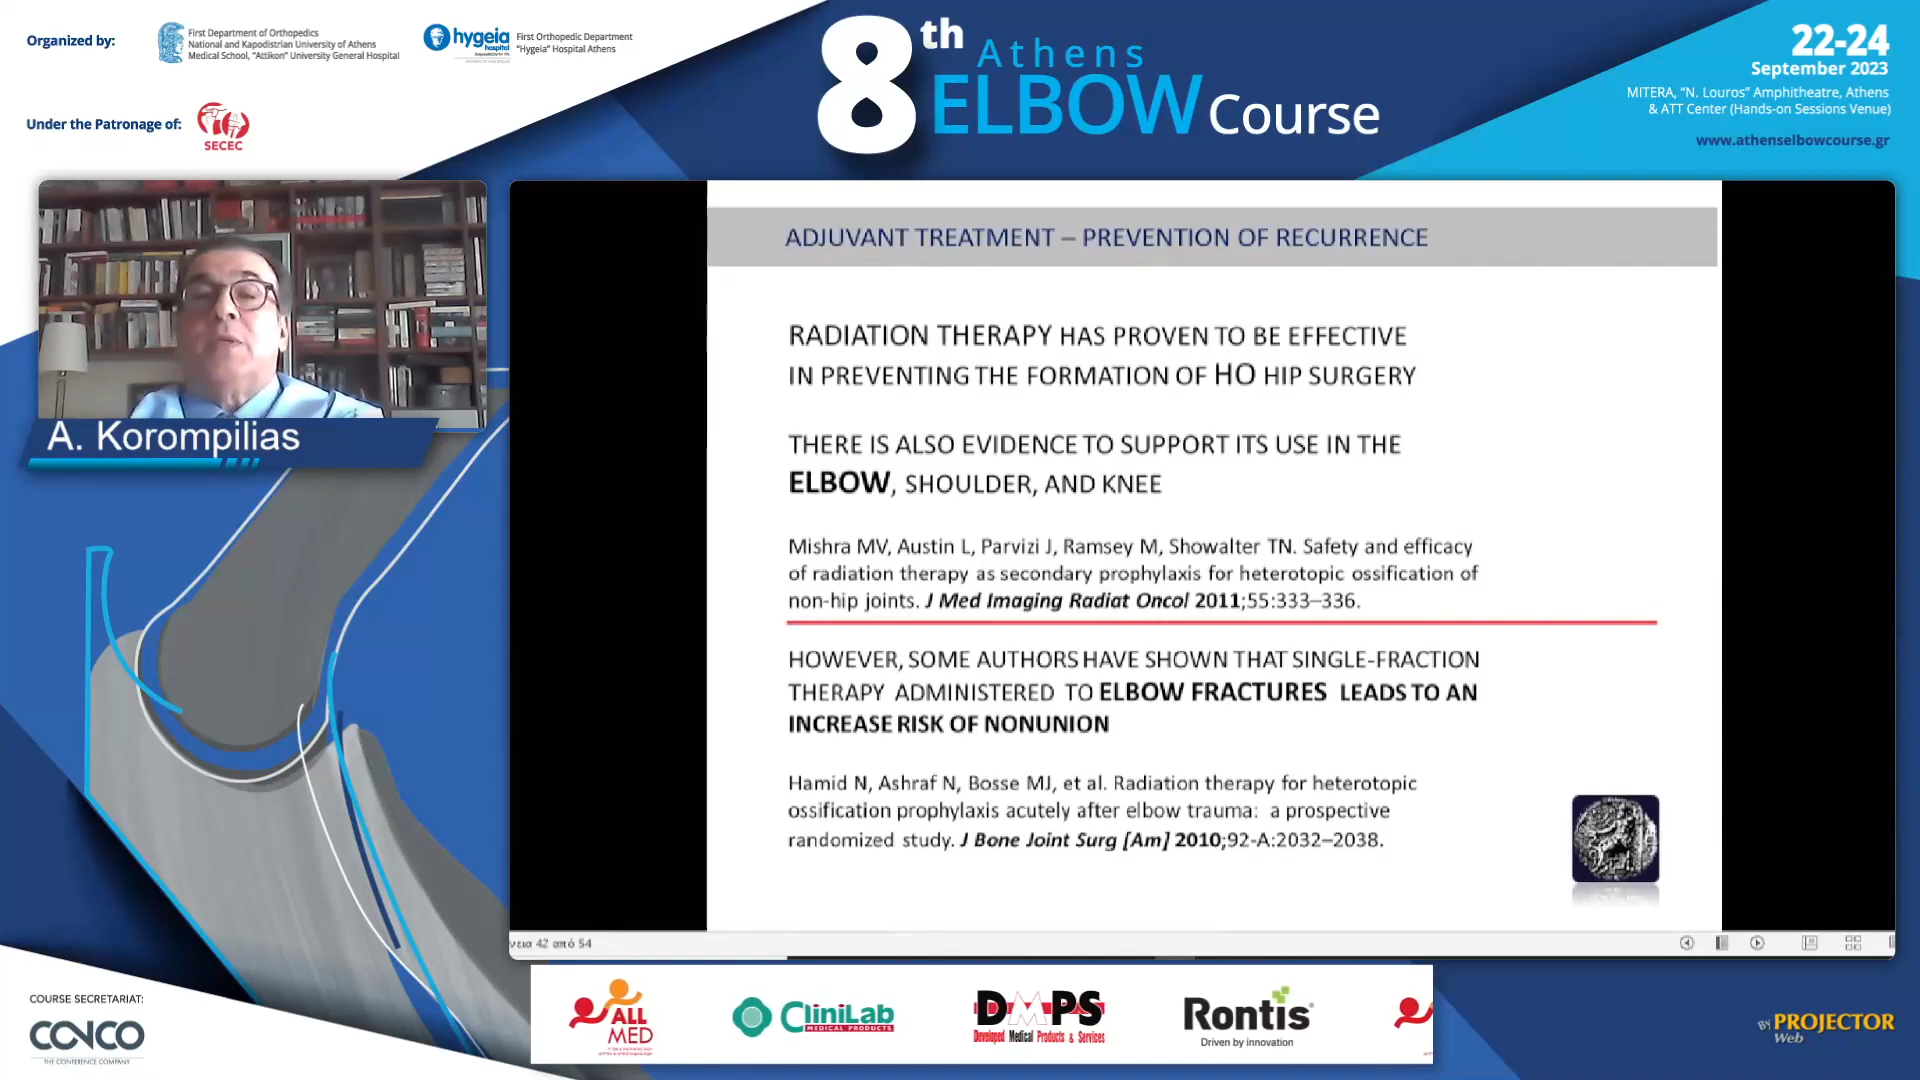 Organized by:
First Department of Orthopedics
National and Kapodistrian University of Athens
Medical School, "Attikon" University General Hospital
hygeia
hospital
First Orthopedic Department
"Hygeia" Hospital Athens
Under the Patronage of:
SECEC
8th Athens
ELBOW Course
22-24
September 2023
MITERA, "N. Louros" Amphitheatre, Athens
& ATT Center (Hands-on Sessions Venue)
www.athenselbowcourse.gr
A. Korompilias
ADJUVANT TREATMENT – PREVENTION OF RECURRENCE
RADIATION THERAPY HAS PROVEN TO BE EFFECTIVE
IN PREVENTING THE FORMATION OF HO HIP SURGERY
THERE IS ALSO EVIDENCE TO SUPPORT ITS USE IN THE
ELBOW, SHOULDER, AND KNEE
Mishra MV, Austin L, Parvizi J, Ramsey M, Showalter TN. Safety and efficacy
of radiation therapy as secondary prophylaxis for heterotopic ossification of
non-hip joints. J Med Imaging Radiat Oncol 2011;55:333–336.
HOWEVER, SOME AUTHORS HAVE SHOWN THAT SINGLE-FRACTION
THERAPY ADMINISTERED TO ELBOW FRACTURES LEADS TO AN
INCREASE RISK OF NONUNION
Hamid N, Ashraf N, Bosse MJ, et al. Radiation therapy for heterotopic
ossification prophylaxis acutely after elbow trauma: a prospective
randomized study. J Bone Joint Surg [Am] 2010;92-A:2032–2038.
νεια 42 από 54
COURSE SECRETARIAT:
CONCO
THE CONFERENCE COMPANY
ALL
MED
CliniLab
MEDICAL PRODUCTS
DMPS
Developed Medical Products & Services
Rontis
Driven by innovation
BY PROJECTOR
Web